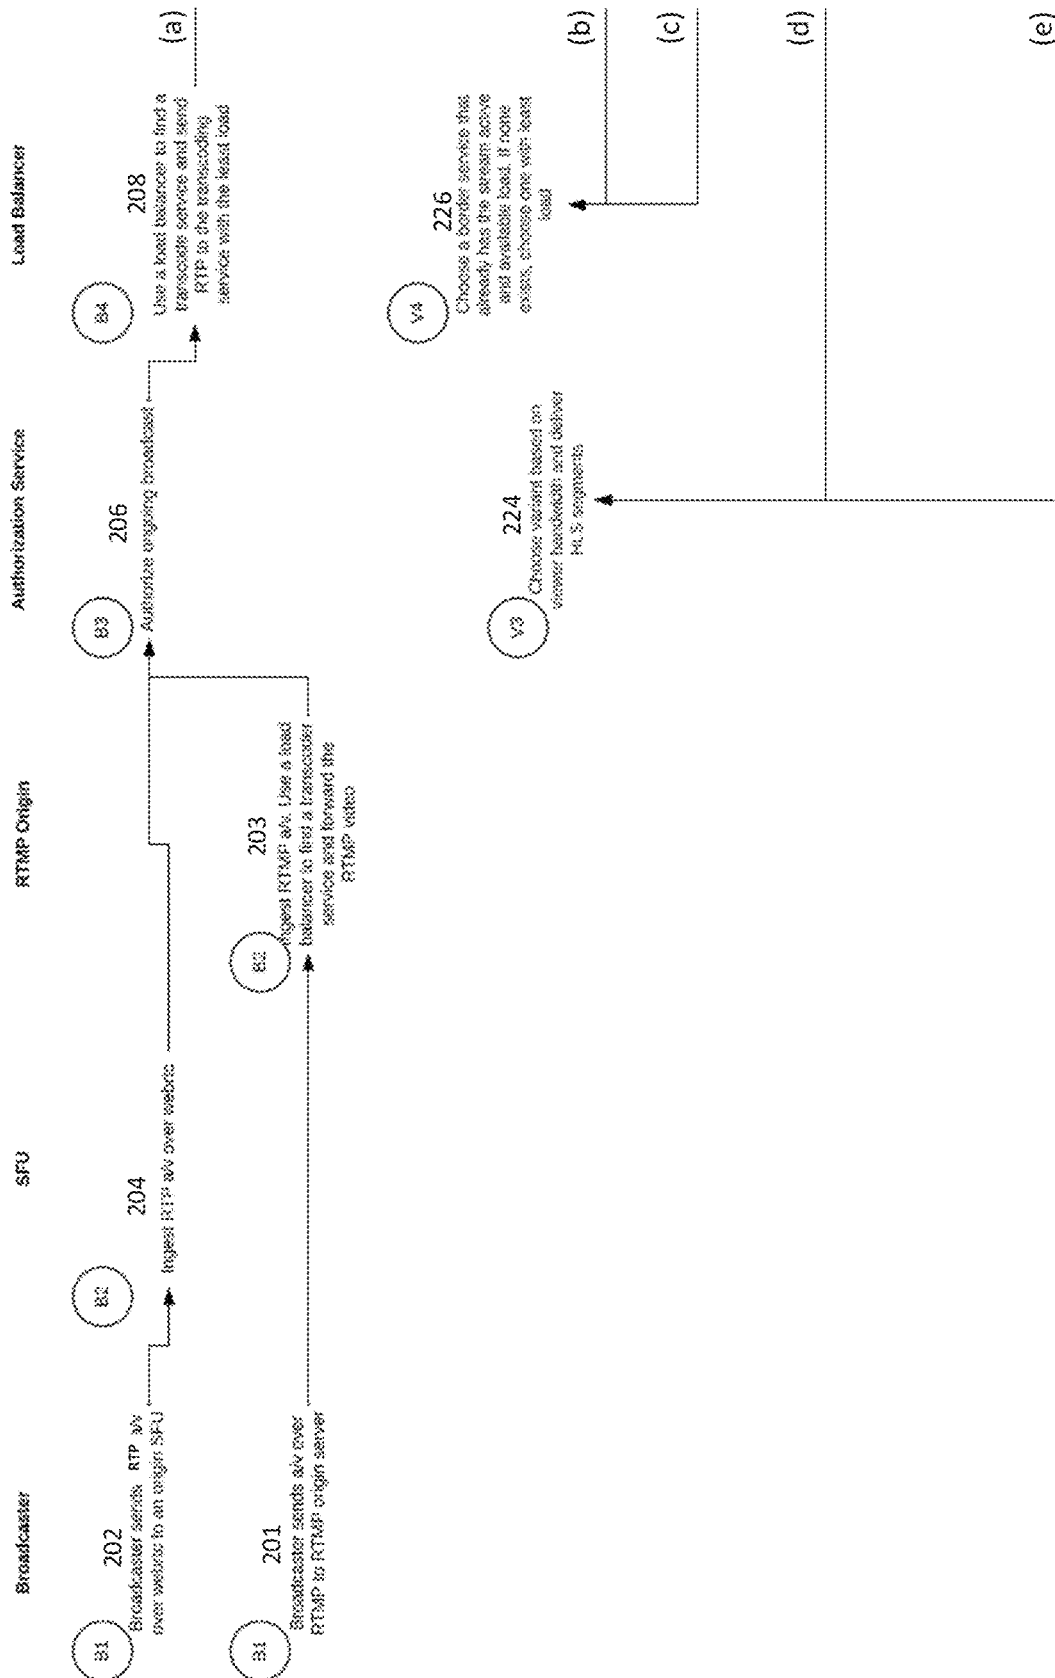 Broadcaster
SFU
RTMP Origin
Authorization Service
Load Balancer
B1
202
Broadcaster sends RTP a/v
over webrtc to an origin SFU
B2
204
Ingest RTP a/v over webrtc
B3
206
Authorize ongoing broadcast
B4
208
Use a load balancer to find a
transcode service and send
RTP to the transcoding
service with the least load
(a)
B1
201
Broadcaster sends a/v over
RTMP to RTMP origin server
B2
203
Ingest RTMP a/v. Use a load
balancer to find a transcoder
service and forward the
RTMP video
V4
226
Choose a border service that
already has the stream active
and available load. If none
exists, choose one with least
load
(b)
(c)
V3
224
Choose variant based on
viewer bandwidth and deliver
HLS segments
(d)
(e)